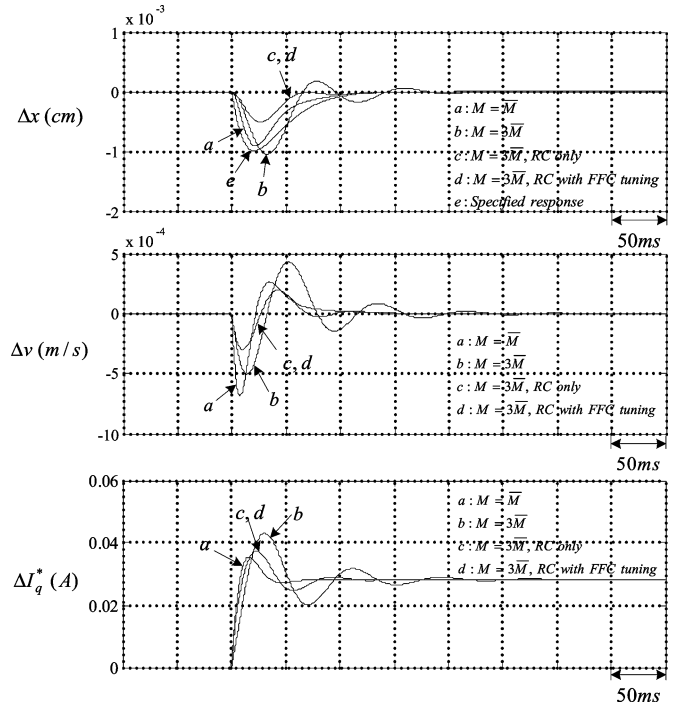 x 10⁻³
1
c, d
0
Δx (cm)
a : M = M̅
a
b : M = 3M̅
-1
c : M = 3M̅, RC only
e
b
d : M = 3M̅, RC with FFC tuning
e : Specified response
-2
50ms
x 10⁻⁴
5
0
Δv (m / s)
a : M = M̅
c, d
b : M = 3M̅
-5
a
b
c : M = 3M̅, RC only
d : M = 3M̅, RC with FFC tuning
-10
50ms
0.06
a : M = M̅
c, d
b
b : M = 3M̅
0.04
a
c : M = 3M̅, RC only
d : M = 3M̅, RC with FFC tuning
ΔI*q (A)
0.02
0
50ms